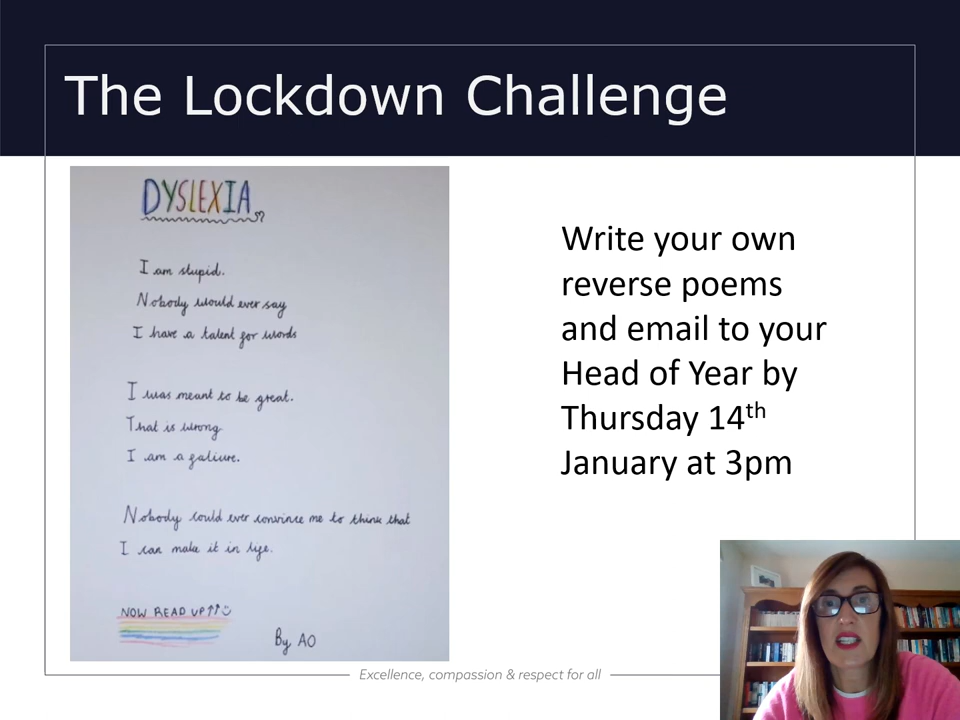 The Lockdown Challenge
DYSLEXIA
I am stupid.
Nobody would ever say
I have a talent for words
I was meant to be great.
That is wrong
I am a faliure.
Nobody could ever convince me to think that
I can make it in life.
NOW READ UP↑↑☺
By AO
Write your own
reverse poems
and email to your
Head of Year by
Thursday 14th
January at 3pm
Excellence, compassion & respect for all